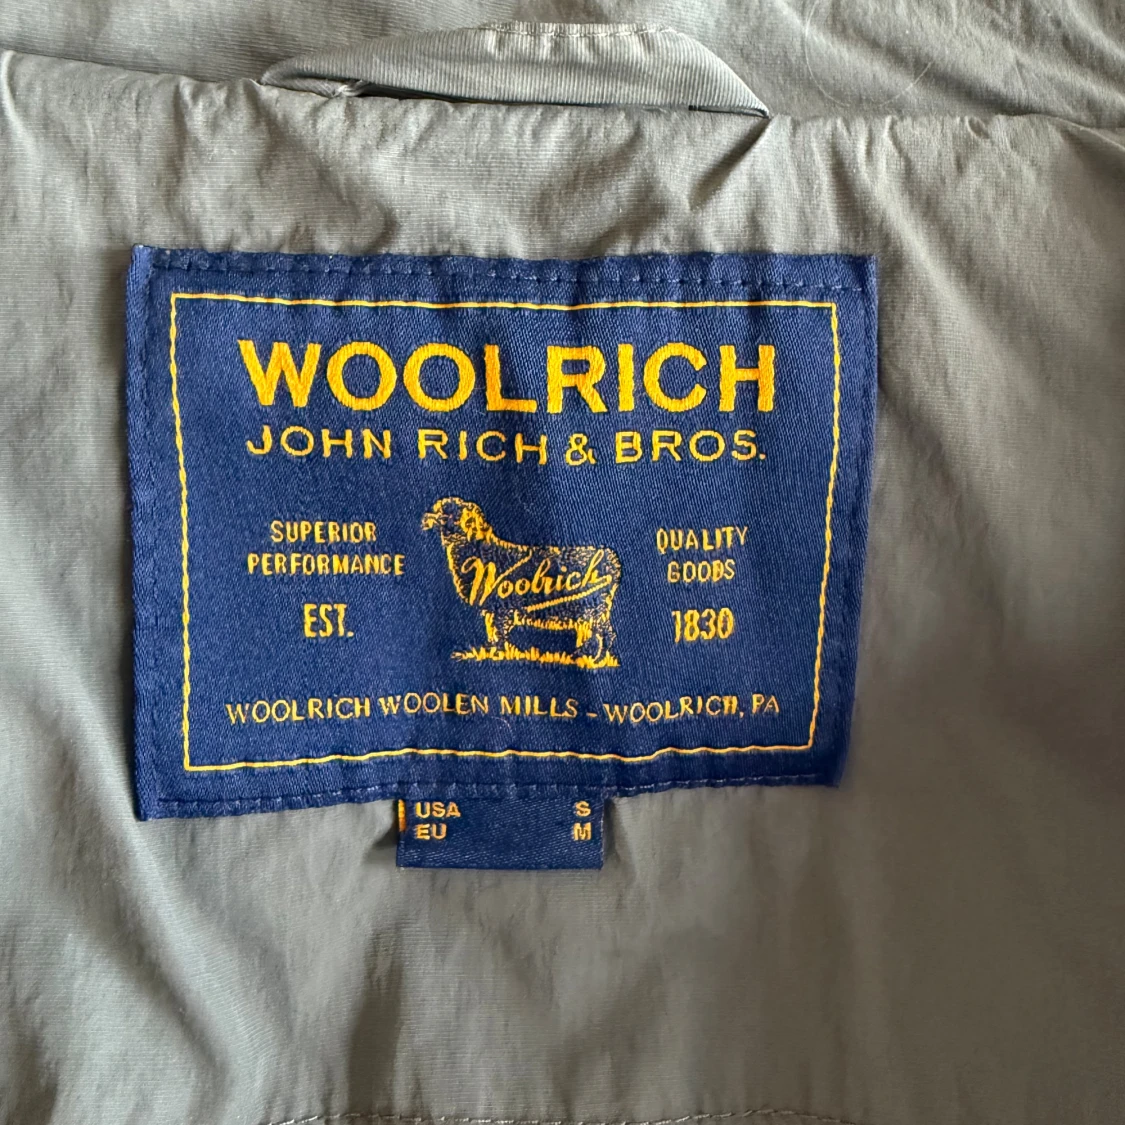 WOOLRICH
JOHN RICH & BROS.
SUPERIOR
PERFORMANCE
EST.
Woolrich
QUALITY
GOODS
1830
WOOLRICH WOOLEN MILLS - WOOLRICH, PA
USA S
EU M